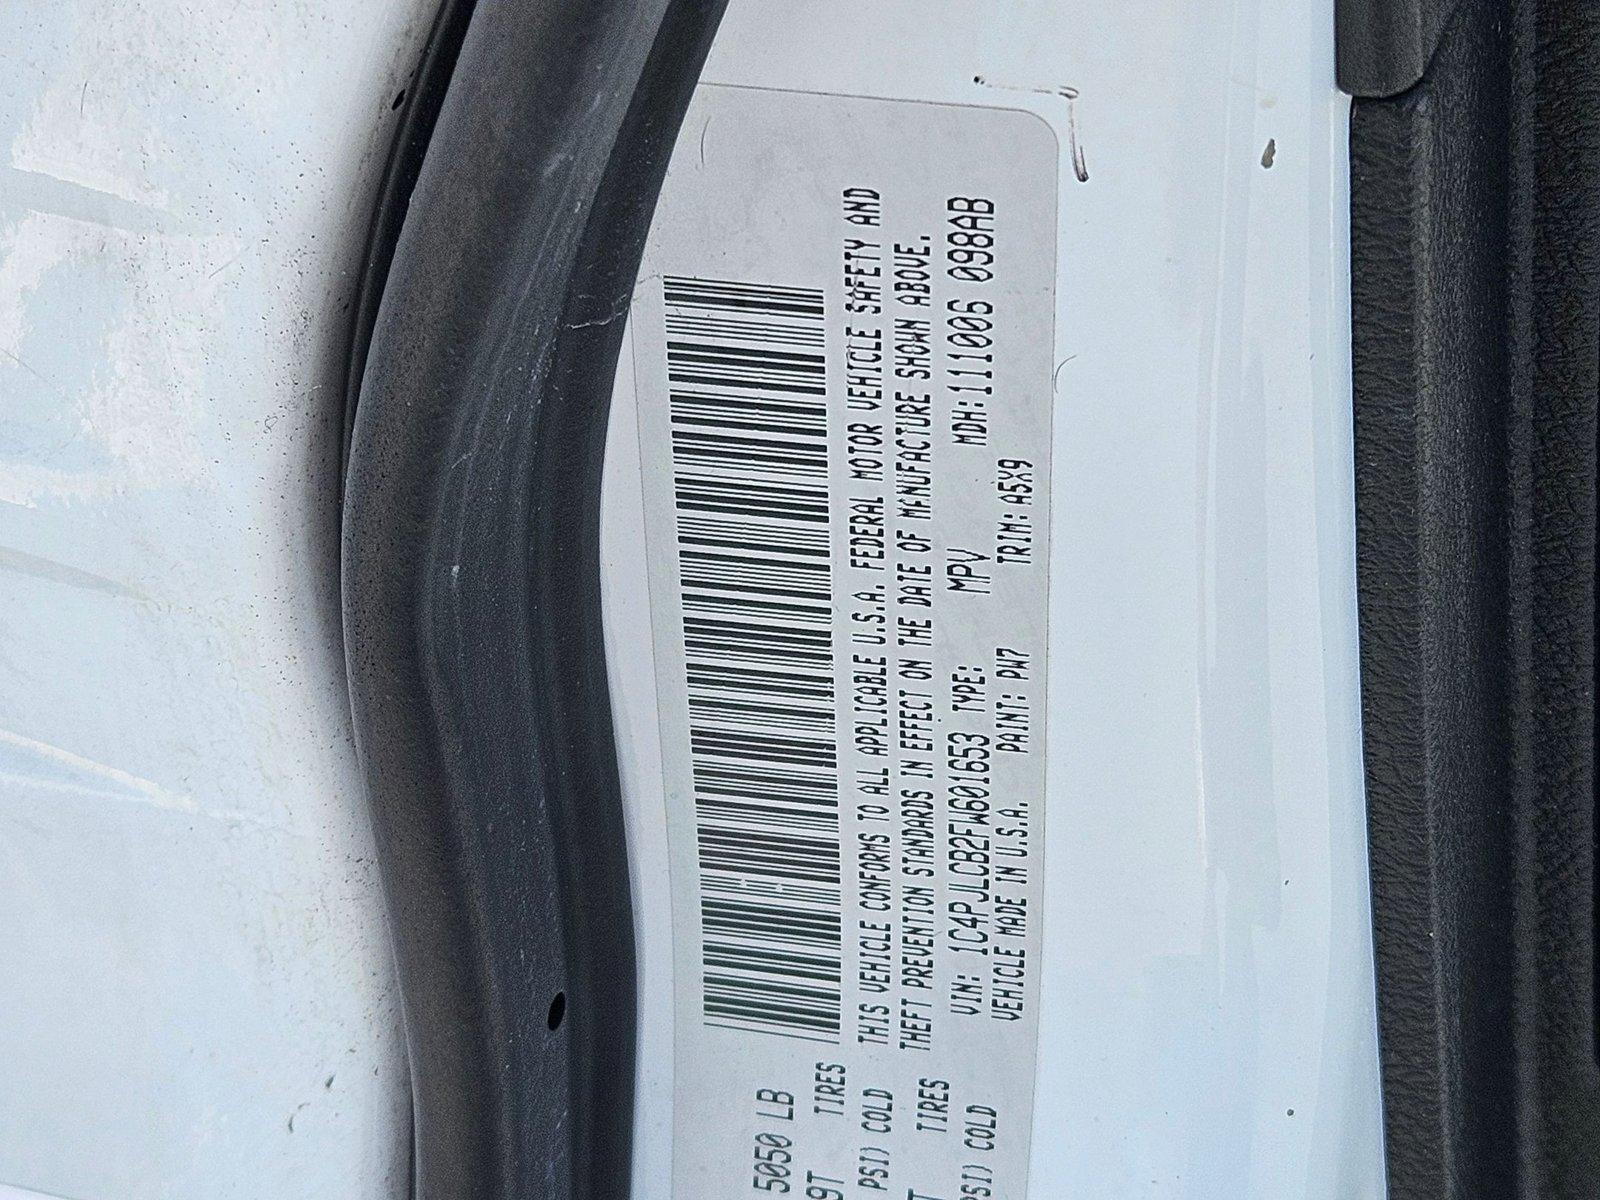 5050 LB
9T TIRES
PSI) COLD
T TIRES
PSI) COLD
THIS VEHICLE CONFORMS TO ALL APPLICABLE U.S.A. FEDERAL MOTOR VEHICLE SAFETY AND
THEFT PREVENTION STANDARDS IN EFFECT ON THE DATE OF MANUFACTURE SHOWN ABOVE.
VIN: 1C4PJLCB2FW601653 TYPE: MPV MDH:111006 098AB
VEHICLE MADE IN U.S.A. PAINT: PW7 TRIM: A5X9